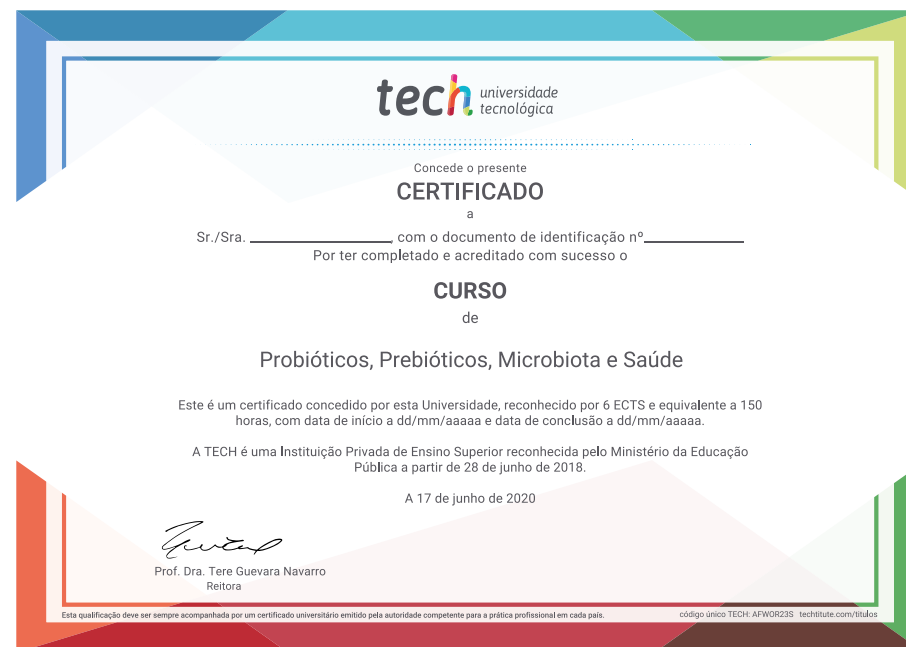 tech universidade
tecnológica
Concede o presente
CERTIFICADO
a
Sr./Sra. ____________________, com o documento de identificação nº______________
Por ter completado e acreditado com sucesso o
CURSO
de
Probióticos, Prebióticos, Microbiota e Saúde
Este é um certificado concedido por esta Universidade, reconhecido por 6 ECTS e equivalente a 150
horas, com data de início a dd/mm/aaaaa e data de conclusão a dd/mm/aaaaa.
A TECH é uma Instituição Privada de Ensino Superior reconhecida pelo Ministério da Educação
Pública a partir de 28 de junho de 2018.
A 17 de junho de 2020
Prof. Dra. Tere Guevara Navarro
Reitora
Esta qualificação deve ser sempre acompanhada por um certificado universitário emitido pela autoridade competente para a prática profissional em cada país.
código único TECH: AFWOR23S techtitute.com/titulos